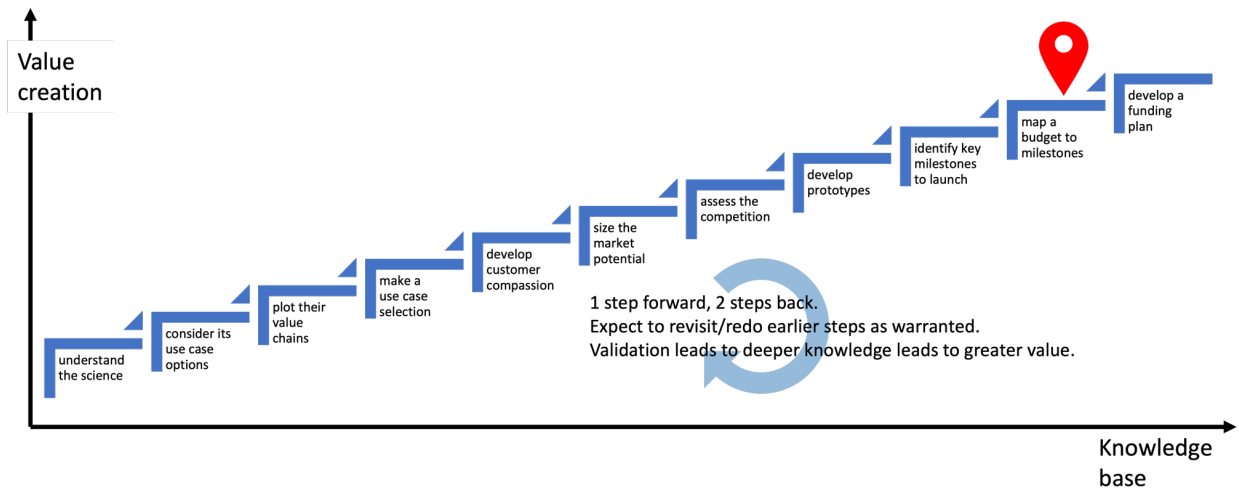 Value
creation
understand
the science
consider its
use case
options
plot their
value
chains
make a
use case
selection
develop
customer
compassion
size the
market
potential
assess the
competition
develop
prototypes
identify key
milestones
to launch
map a
budget to
milestones
develop a
funding
plan
1 step forward, 2 steps back.
Expect to revisit/redo earlier steps as warranted.
Validation leads to deeper knowledge leads to greater value.
Knowledge
base